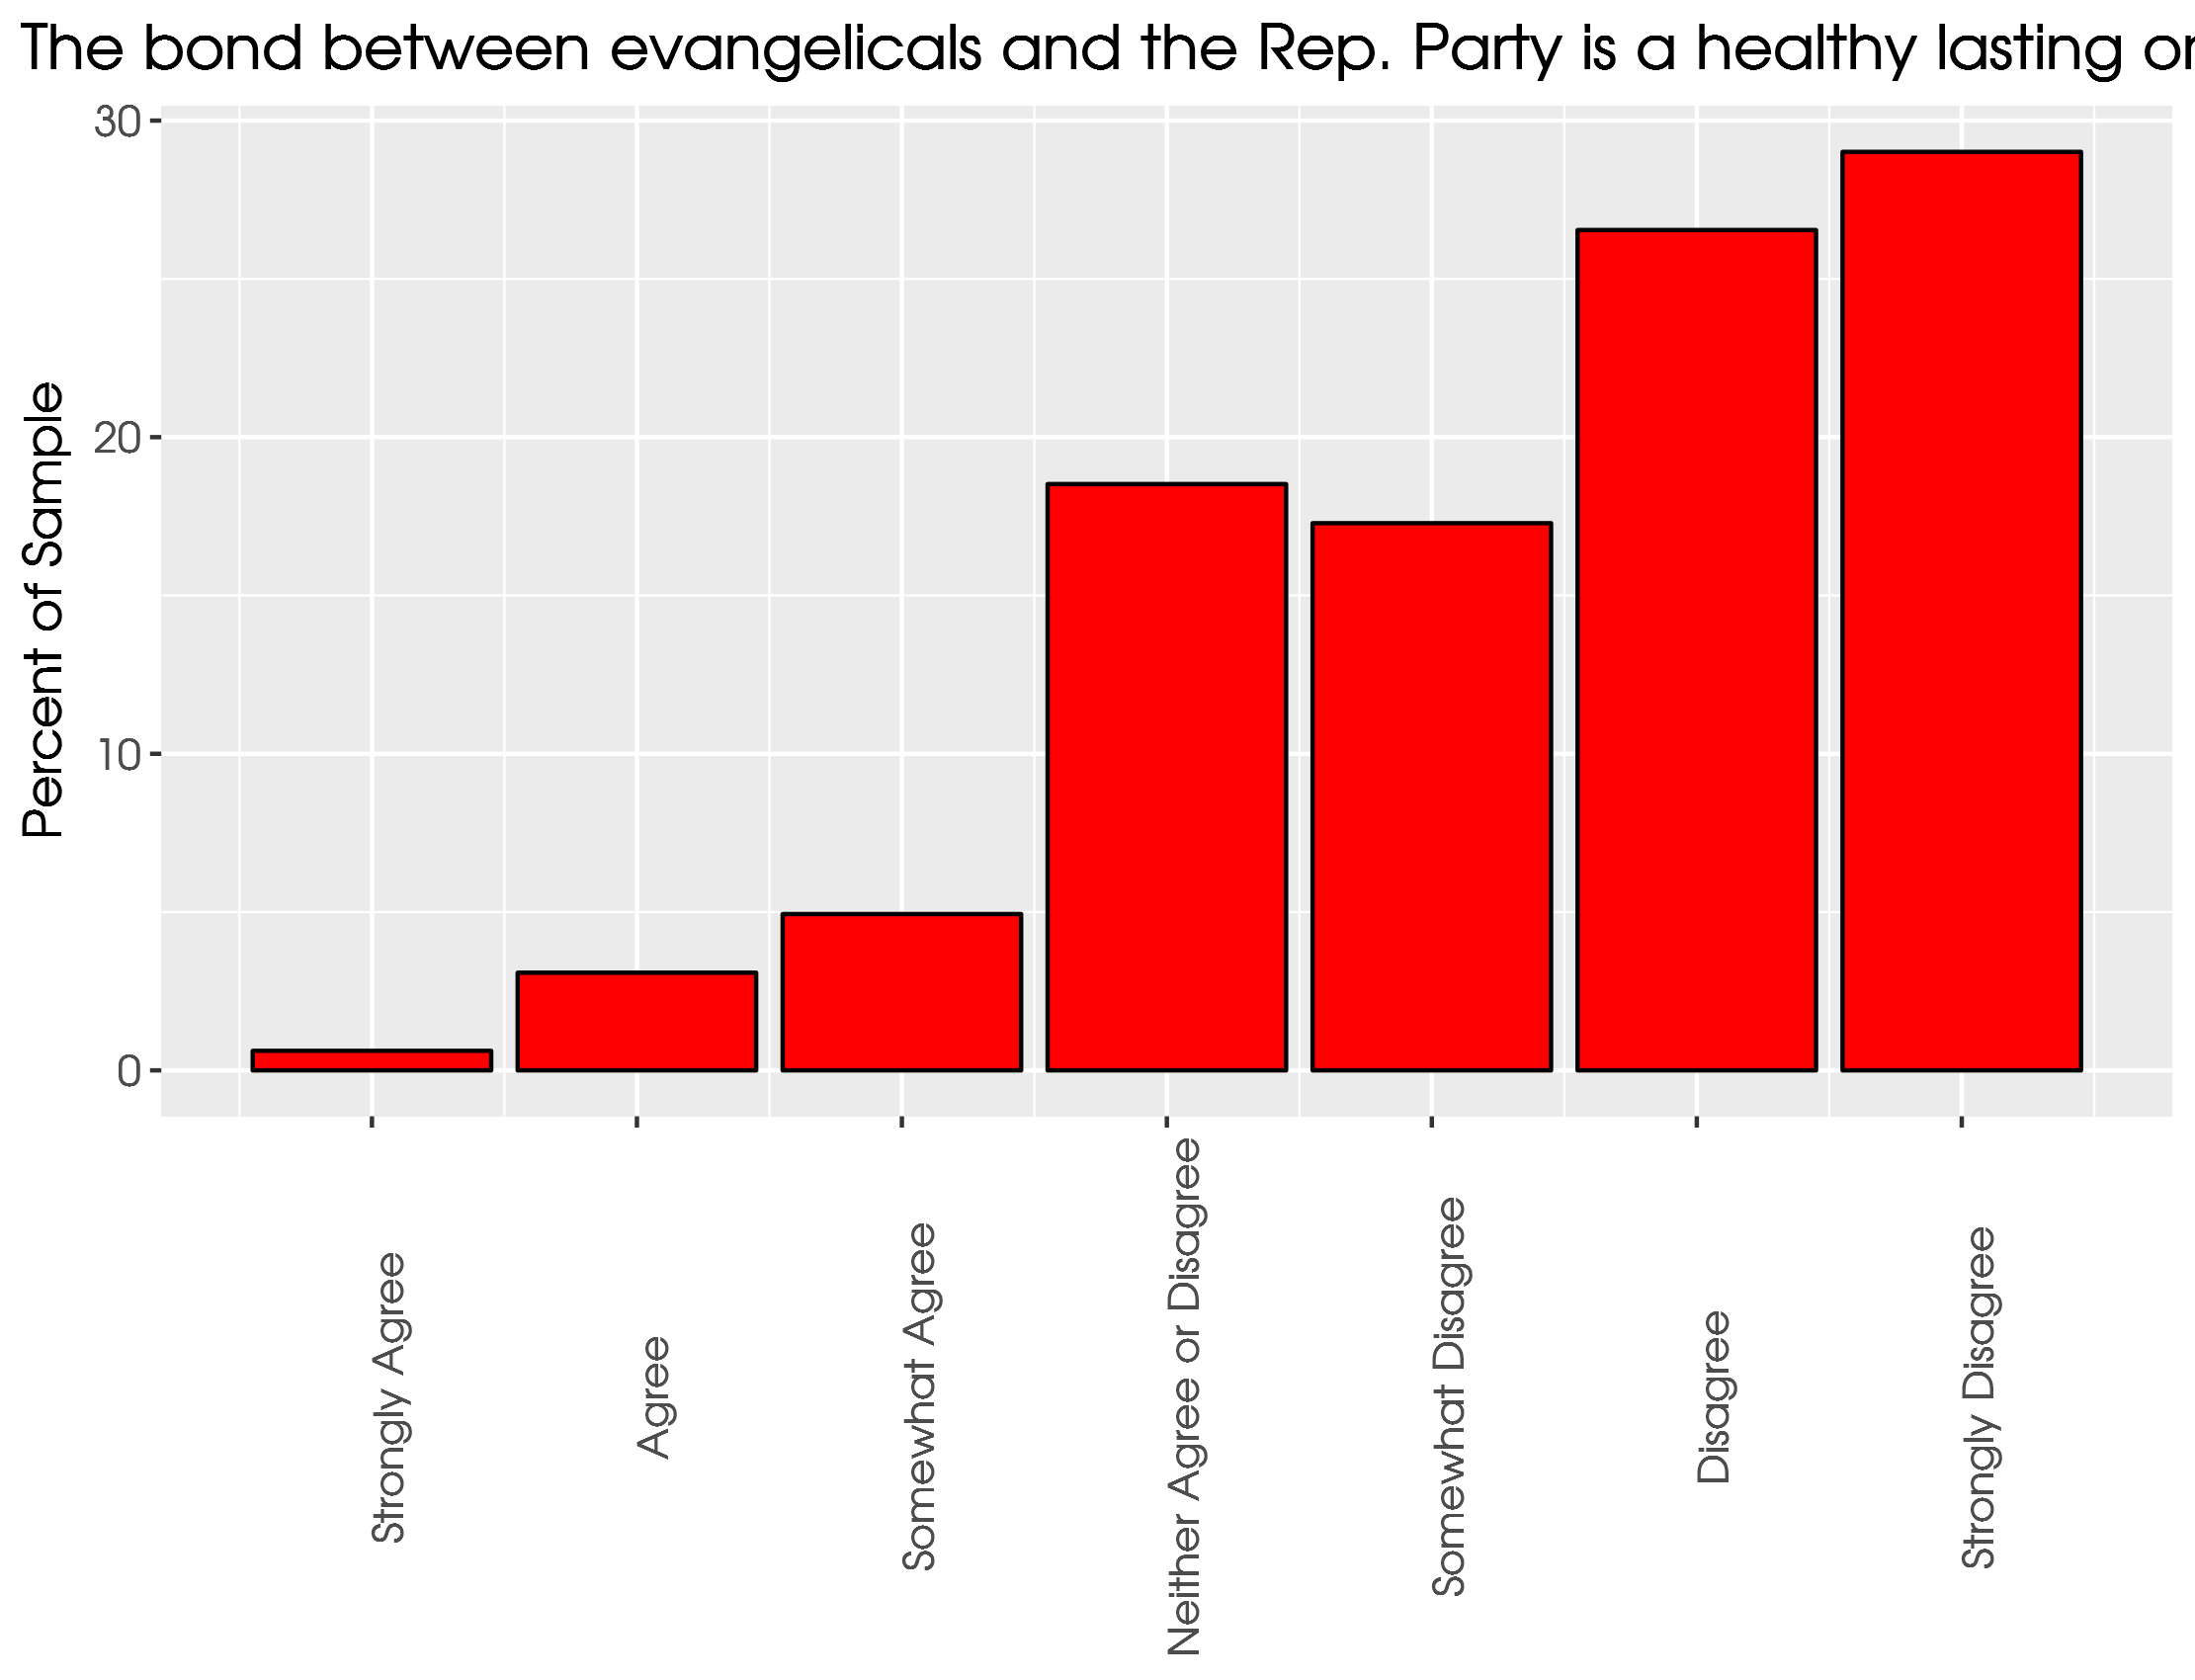 The bond between evangelicals and the Rep. Party is a healthy lasting
30
20
10
0
Percent of Sample
Strongly Agree
Agree
Somewhat Agree
Neither Agree or Disagree
Somewhat Disagree
Disagree
Strongly Disagree